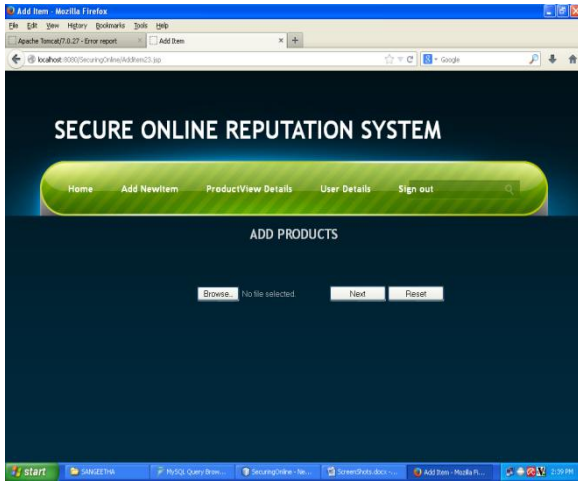 Add Item - Mozilla Firefox
File Edit View History Bookmarks Tools Help
Apache Tomcat/7.0.27 - Error report × Add Item × +
localhost:8080/SecuringOnline/AddItem23.jsp Google
SECURE ONLINE REPUTATION SYSTEM
Home Add NewItem ProductView Details User Details Sign out
ADD PRODUCTS
Browse.. No file selected. Next Reset
start SANGEETHA MySQL Query Brow... SecuringOnline - Ne... ScreenShots.docx -... Add Item - Mozilla Fi... 2:39 PM